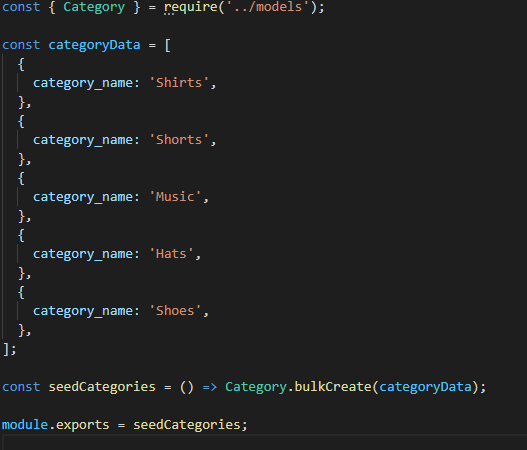 const { Category } = require('../models');

const categoryData = [
  {
    category_name: 'Shirts',
  },
  {
    category_name: 'Shorts',
  },
  {
    category_name: 'Music',
  },
  {
    category_name: 'Hats',
  },
  {
    category_name: 'Shoes',
  },
];

const seedCategories = () => Category.bulkCreate(categoryData);

module.exports = seedCategories;